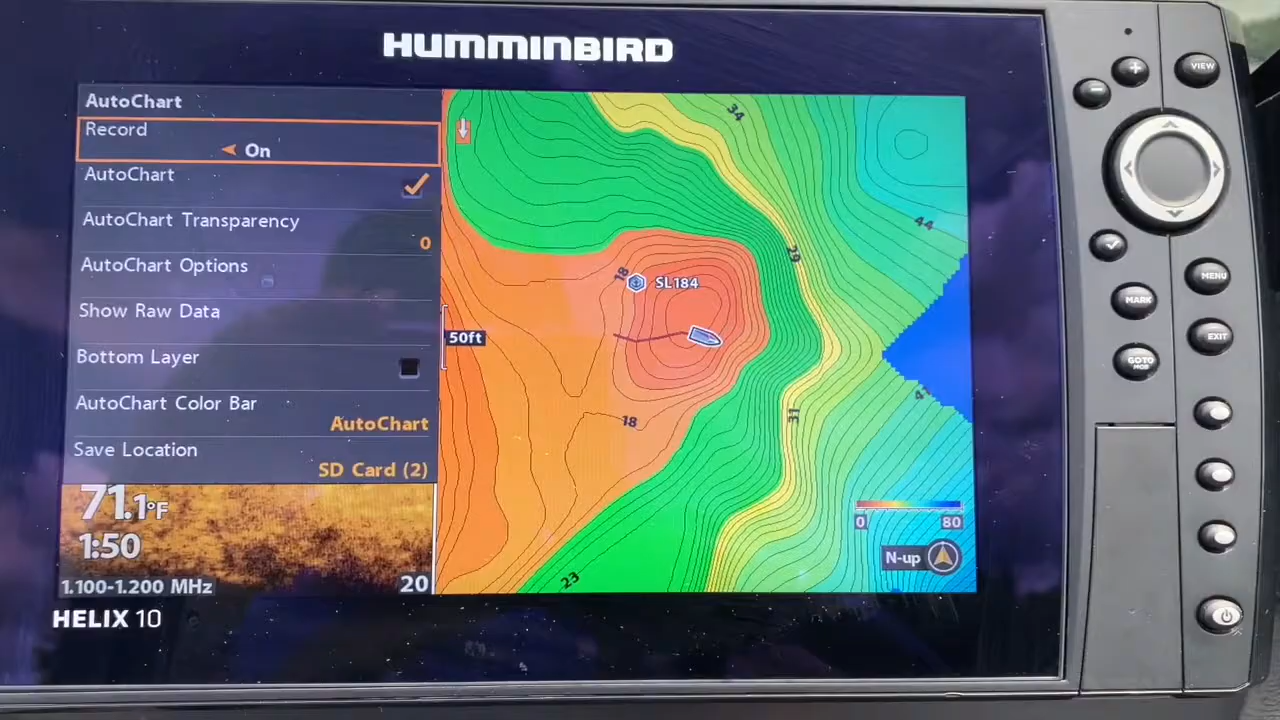 HUMMINBIRD
AutoChart
Record
On
AutoChart
AutoChart Transparency
0
AutoChart Options
Show Raw Data
Bottom Layer
AutoChart Color Bar
AutoChart
Save Location
SD Card (2)
71.1°F
1:50
1.100-1.200 MHz
20
34
44
29
18
SL184
50ft
31
18
23
0
80
N-up
HELIX 10
VIEW
MENU
MARK
EXIT
GOTO
MOB